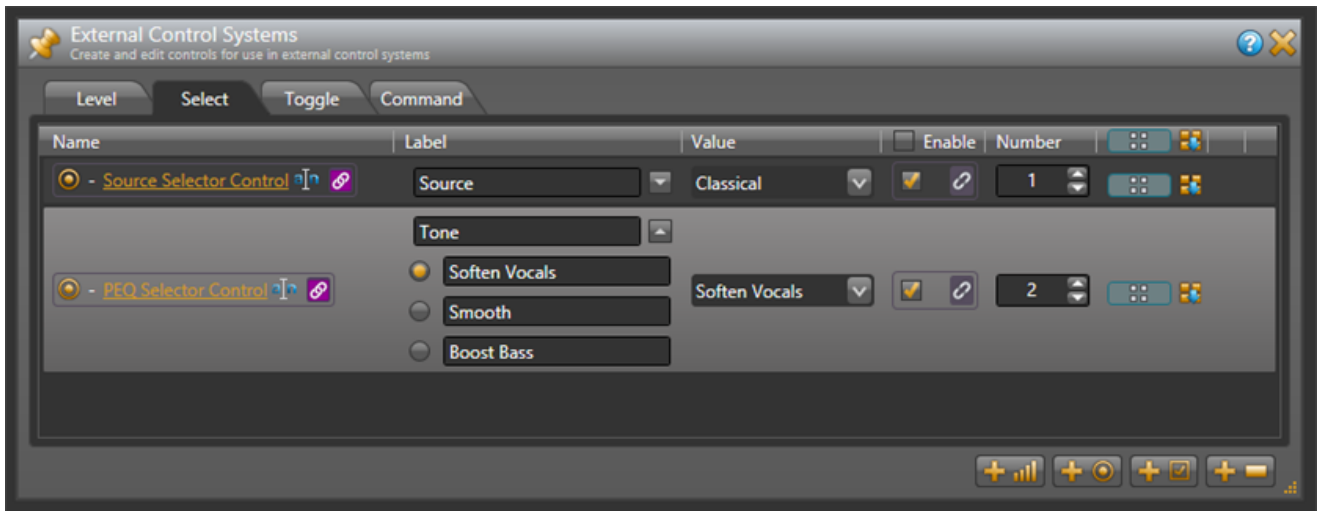 External Control Systems
Create and edit controls for use in external control systems
Level Select Toggle Command
Name Label Value Enable Number
- Source Selector Control Source Classical 1
Tone
Soften Vocals
- PEQ Selector Control Soften Vocals 2
Smooth
Boost Bass